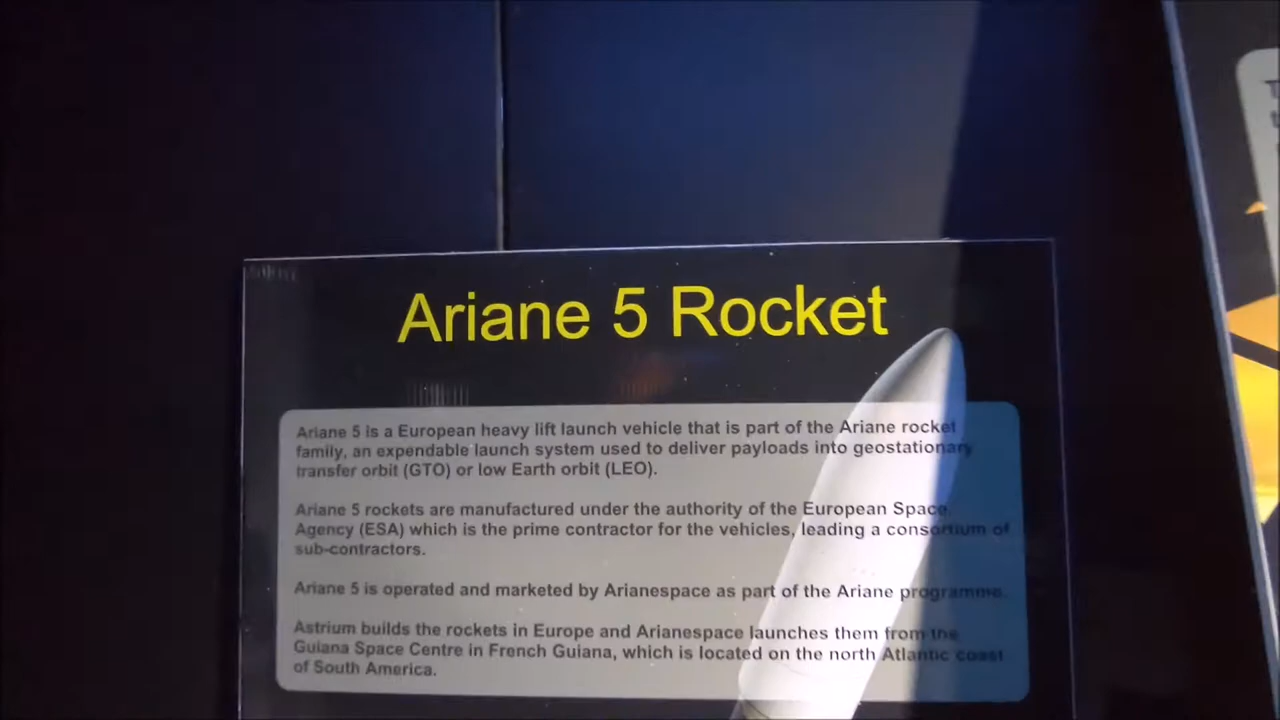 Ariane 5 Rocket
Ariane 5 is a European heavy lift launch vehicle that is part of the Ariane rocket
family, an expendable launch system used to deliver payloads into geostationary
transfer orbit (GTO) or low Earth orbit (LEO).
Ariane 5 rockets are manufactured under the authority of the European Space
Agency (ESA) which is the prime contractor for the vehicles, leading a consortium of
sub-contractors.
Ariane 5 is operated and marketed by Arianespace as part of the Ariane programme.
Astrium builds the rockets in Europe and Arianespace launches them from the
Guiana Space Centre in French Guiana, which is located on the north Atlantic coast
of South America.